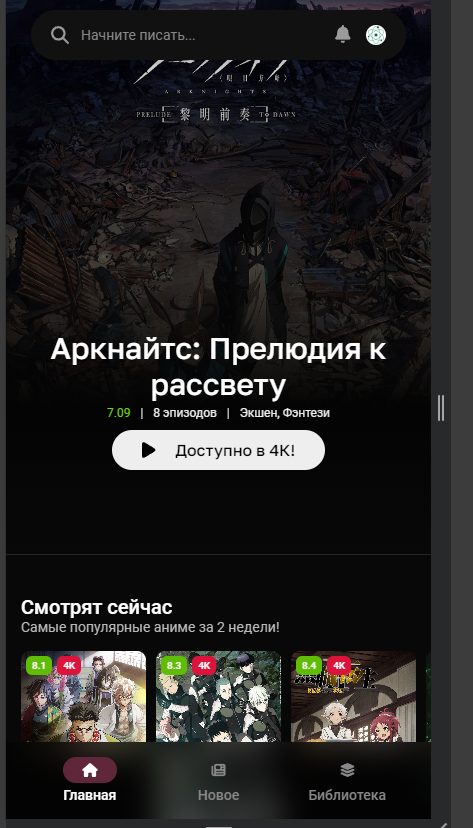 Начните писать...
ARKNIGHTS
PRELUDE 黎明前奏 TO DAWN
Аркнайтс: Прелюдия к
рассвету
7.09 | 8 эпизодов | Экшен, Фэнтези
Доступно в 4K!
Смотрят сейчас
Самые популярные аниме за 2 недели!
8.1 4K 8.3 4K 8.4 4K
Главная Новое Библиотека